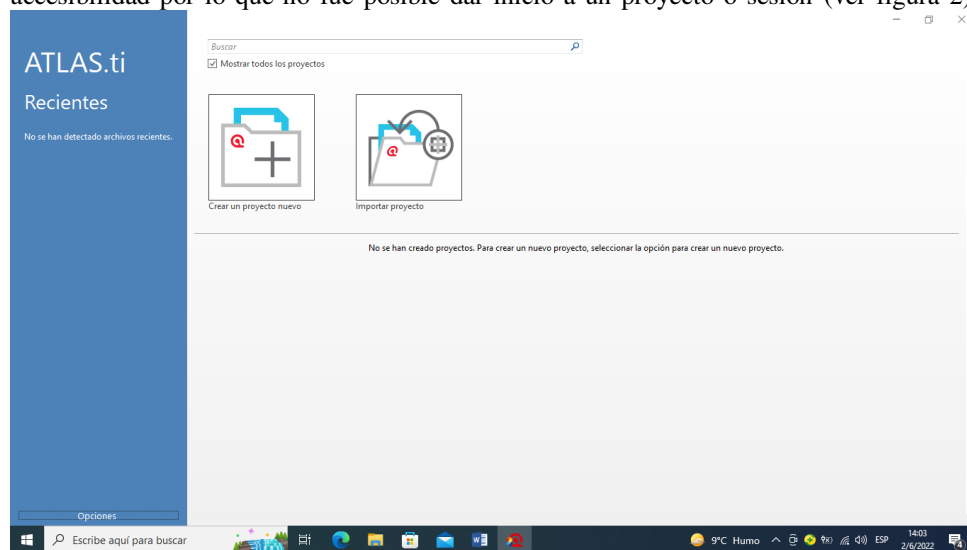 accesibilidad por lo que no fue posible dar inicio a un proyecto o sesión (ver figura 2)
ATLAS.ti
Recientes
No se han detectado archivos recientes.
Buscar
Mostrar todos los proyectos
Crear un proyecto nuevo
Importar proyecto
No se han creado proyectos. Para crear un nuevo proyecto, seleccionar la opción para crear un nuevo proyecto.
Opciones
Escribe aquí para buscar
9°C Humo
ESP
14:03
2/6/2022
4